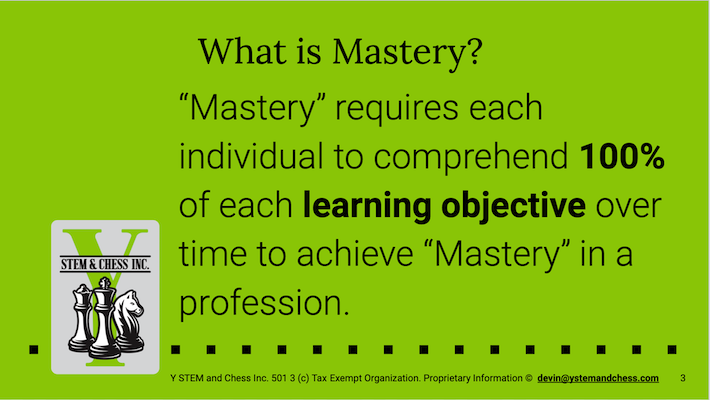 What is Mastery?
“Mastery” requires each
individual to comprehend 100%
of each learning objective over
time to achieve “Mastery” in a
profession.
Y
STEM & CHESS INC.
Y STEM and Chess Inc. 501 3 (c) Tax Exempt Organization. Proprietary Information © devin@ystemandchess.com 3